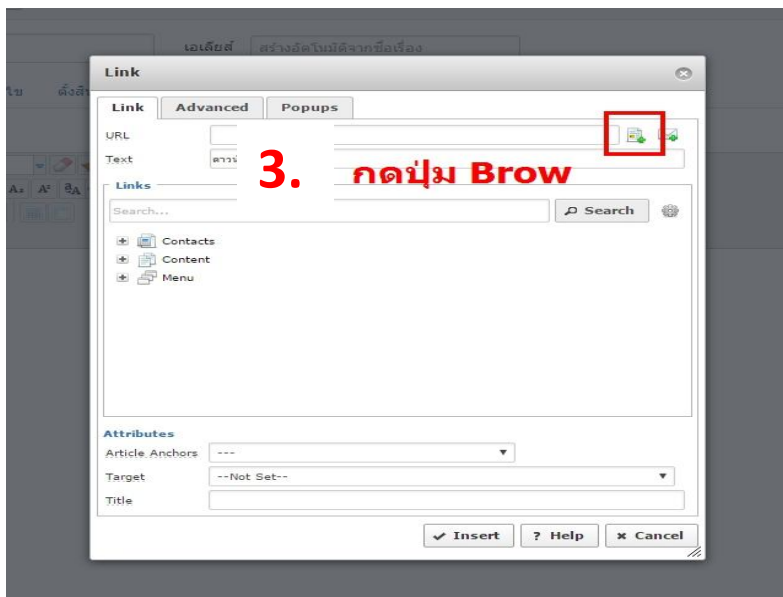 เอเลียส์ สร้างอัตโนมัติจากชื่อเรื่อง
Link
Link Advanced Popups
URL
Text
3. กดปุ่ม Brow
Links
Search... Search
Contacts
Content
Menu
Attributes
Article Anchors ---
Target --Not Set--
Title
Insert ? Help Cancel